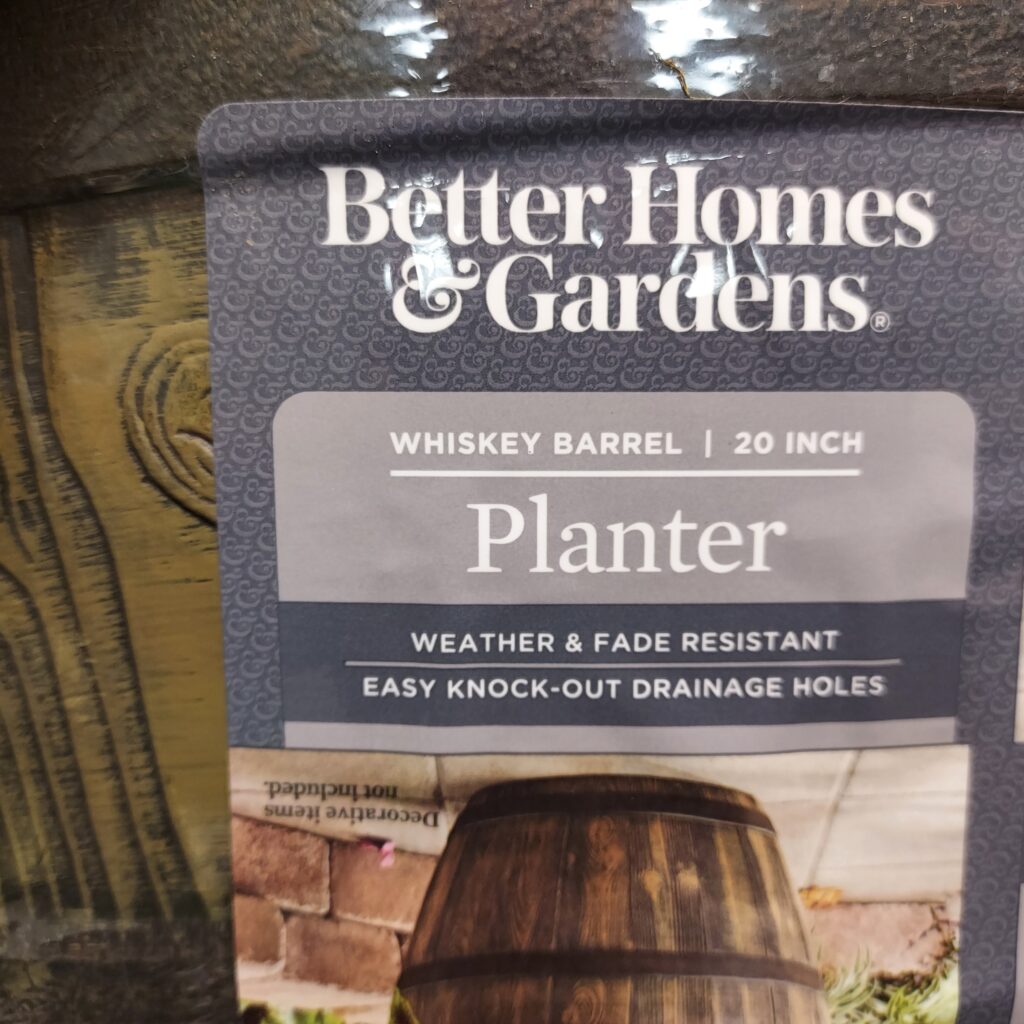 Better Homes
& Gardens®
WHISKEY BARREL | 20 INCH
Planter
WEATHER & FADE RESISTANT
EASY KNOCK-OUT DRAINAGE HOLES
Decorative items
not included.